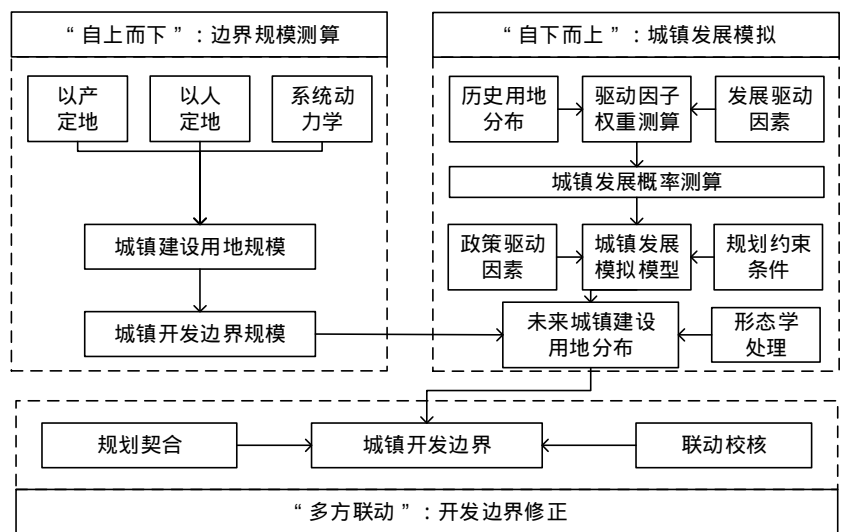 “自上而下”：边界规模测算
以产
定地
以人
定地
系统动
力学
城镇建设用地规模
城镇开发边界规模
“自下而上”：城镇发展模拟
历史用地
分布
驱动因子
权重测算
发展驱动
因素
城镇发展概率测算
政策驱动
因素
城镇发展
模拟模型
规划约束
条件
未来城镇建设
用地分布
形态学
处理
规划契合
城镇开发边界
联动校核
“多方联动”：开发边界修正